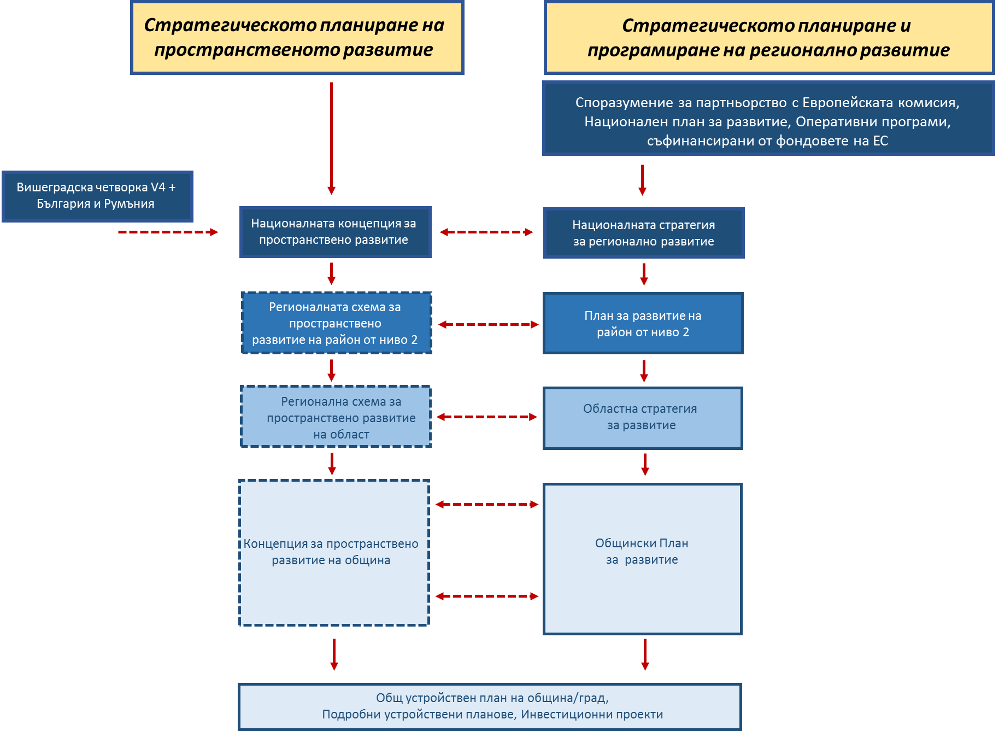 Стратегическото планиране на
пространственото развитие
Стратегическото планиране и
програмиране на регионално развитие
Споразумение за партньорство с Европейската комисия,
Национален план за развитие, Оперативни програми,
съфинансирани от фондовете на ЕС
Вишеградска четворка V4 +
България и Румъния
Националната концепция за
пространствено развитие
Националната стратегия
за регионално развитие
Регионалната схема за
пространствено
развитие на район от ниво 2
План за развитие на
район от ниво 2
Регионална схема за
пространствено развитие
на област
Областна стратегия
за развитие
Концепция за пространствено
развитие на община
Общински План
за  развитие
Общ устройствен план на община/град,
Подробни устройствени планове, Инвестиционни проекти